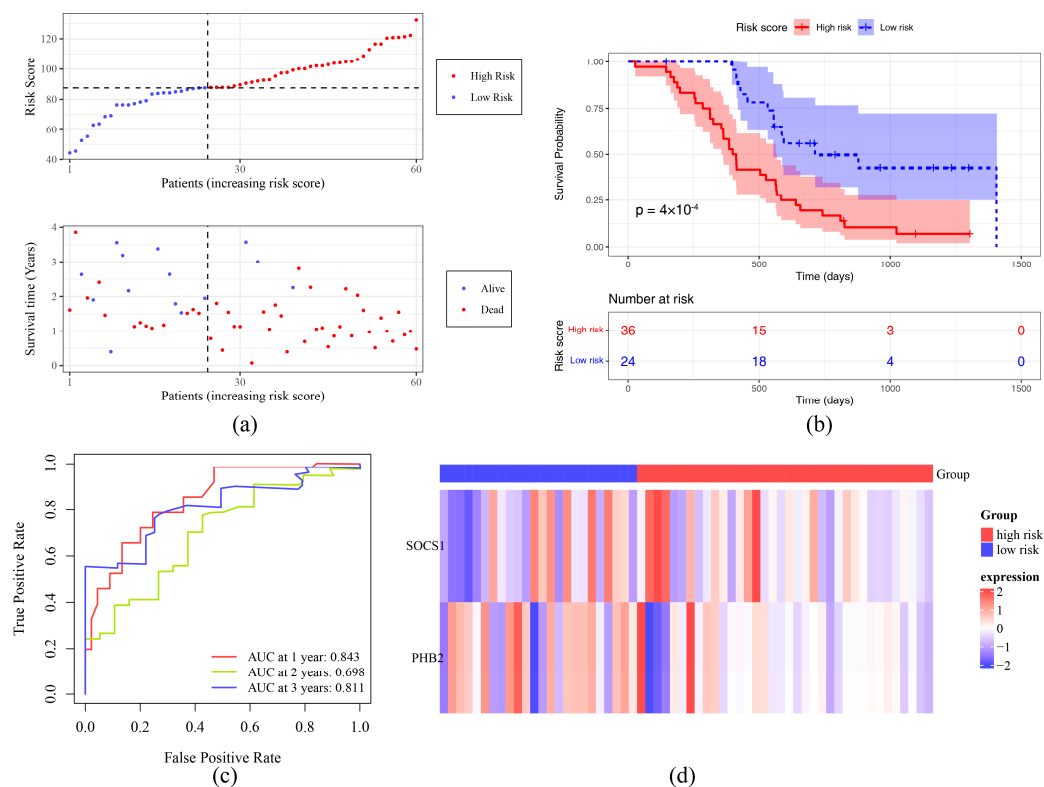 Risk Score
120
100
80
60
40
1
30
60
Patients (increasing risk score)
High Risk
Low Risk
Survival time (Years)
4
3
2
1
0
1
30
60
Patients (increasing risk score)
Alive
Dead
(a)
Risk score High risk Low risk
Survival Probability
1.00
0.75
0.50
0.25
0.00
p = 4×10⁻⁴
0 500 1000 1500
Time (days)
Number at risk
Risk score
High risk 36 15 3 0
Low risk 24 18 4 0
0 500 1000 1500
Time (days)
(b)
True Positive Rate
1.0
0.8
0.6
0.4
0.2
0.0
AUC at 1 year: 0.843
AUC at 2 years: 0.698
AUC at 3 years: 0.811
0.0 0.2 0.4 0.6 0.8 1.0
False Positive Rate
(c)
Group
SOCS1
PHB2
Group
high risk
low risk
expression
2
1
0
−1
−2
(d)